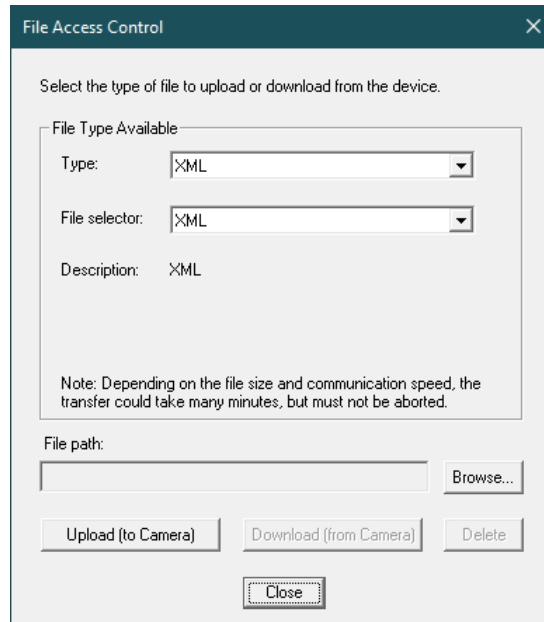 File Access Control
Select the type of file to upload or download from the device.
File Type Available
Type: XML
File selector: XML
Description: XML
Note: Depending on the file size and communication speed, the
transfer could take many minutes, but must not be aborted.
File path:
Browse...
Upload (to Camera) Download (from Camera) Delete
Close